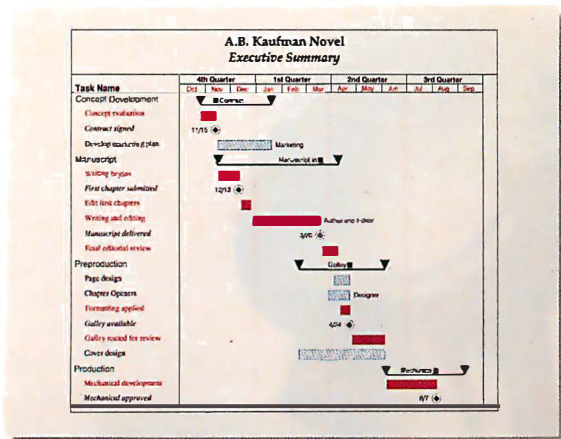 A.B. Kaufman Novel
Executive Summary
4th Quarter 1st Quarter 2nd Quarter 3rd Quarter
Task Name Oct Nov Dec Jan Feb Mar Apr May Jun Jul Aug Sep
Concept Development Contract
Concept evaluation
Contract signed 11/15
Develop marketing plan Marketing
Manuscript Manuscript
Writing begins
First chapter submitted 12/13
Edit first chapters
Writing and editing Author and Editor
Manuscript delivered
Final editorial review
Preproduction Galley
Page design
Chapter Openers Designer
Formatting applied
Galley available
Galley routed for review
Cover design
Production
Mechanical development
Mechanical approved 8/7